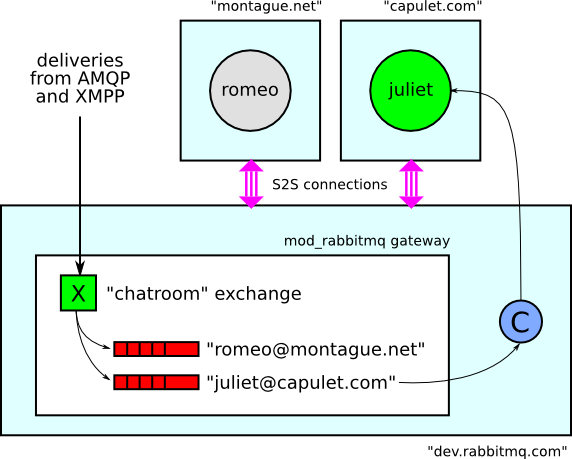 "montague.net"
"capulet.com"
deliveries
from AMQP
and XMPP
romeo
juliet
S2S connections
mod_rabbitmq gateway
X
"chatroom" exchange
C
"romeo@montague.net"
"juliet@capulet.com"
"dev.rabbitmq.com"